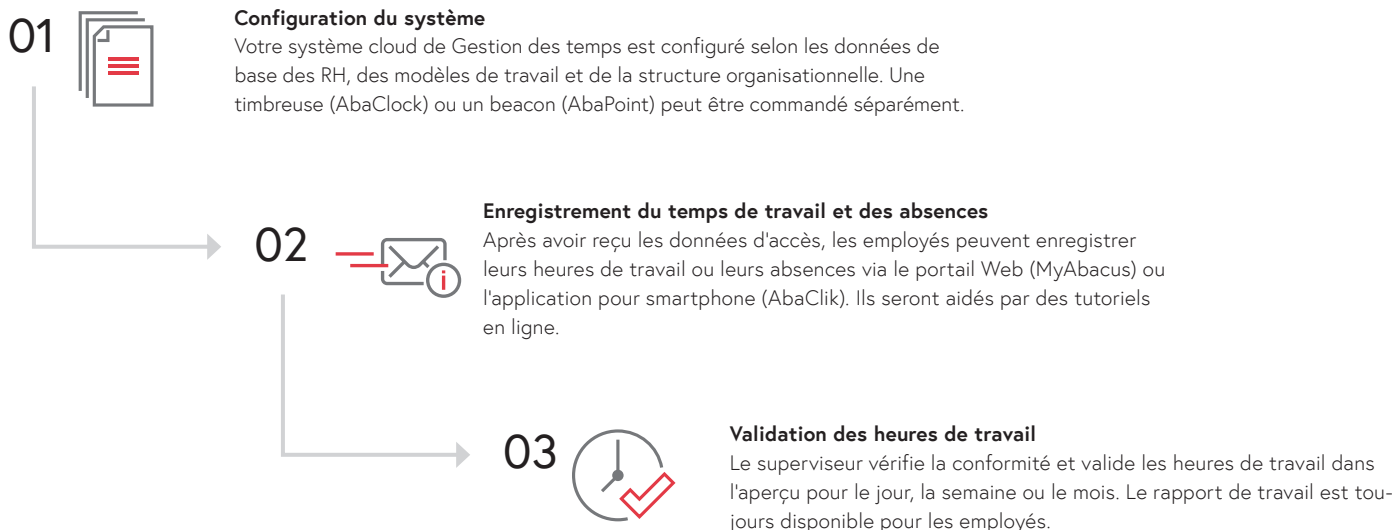 01
Configuration du système
Votre système cloud de Gestion des temps est configuré selon les données de
base des RH, des modèles de travail et de la structure organisationnelle. Une
timbreuse (AbaClock) ou un beacon (AbaPoint) peut être commandé séparément.
02
i
Enregistrement du temps de travail et des absences
Après avoir reçu les données d'accès, les employés peuvent enregistrer
leurs heures de travail ou leurs absences via le portail Web (MyAbacus) ou
l'application pour smartphone (AbaClik). Ils seront aidés par des tutoriels
en ligne.
03
Validation des heures de travail
Le superviseur vérifie la conformité et valide les heures de travail dans
l'aperçu pour le jour, la semaine ou le mois. Le rapport de travail est tou-
jours disponible pour les employés.